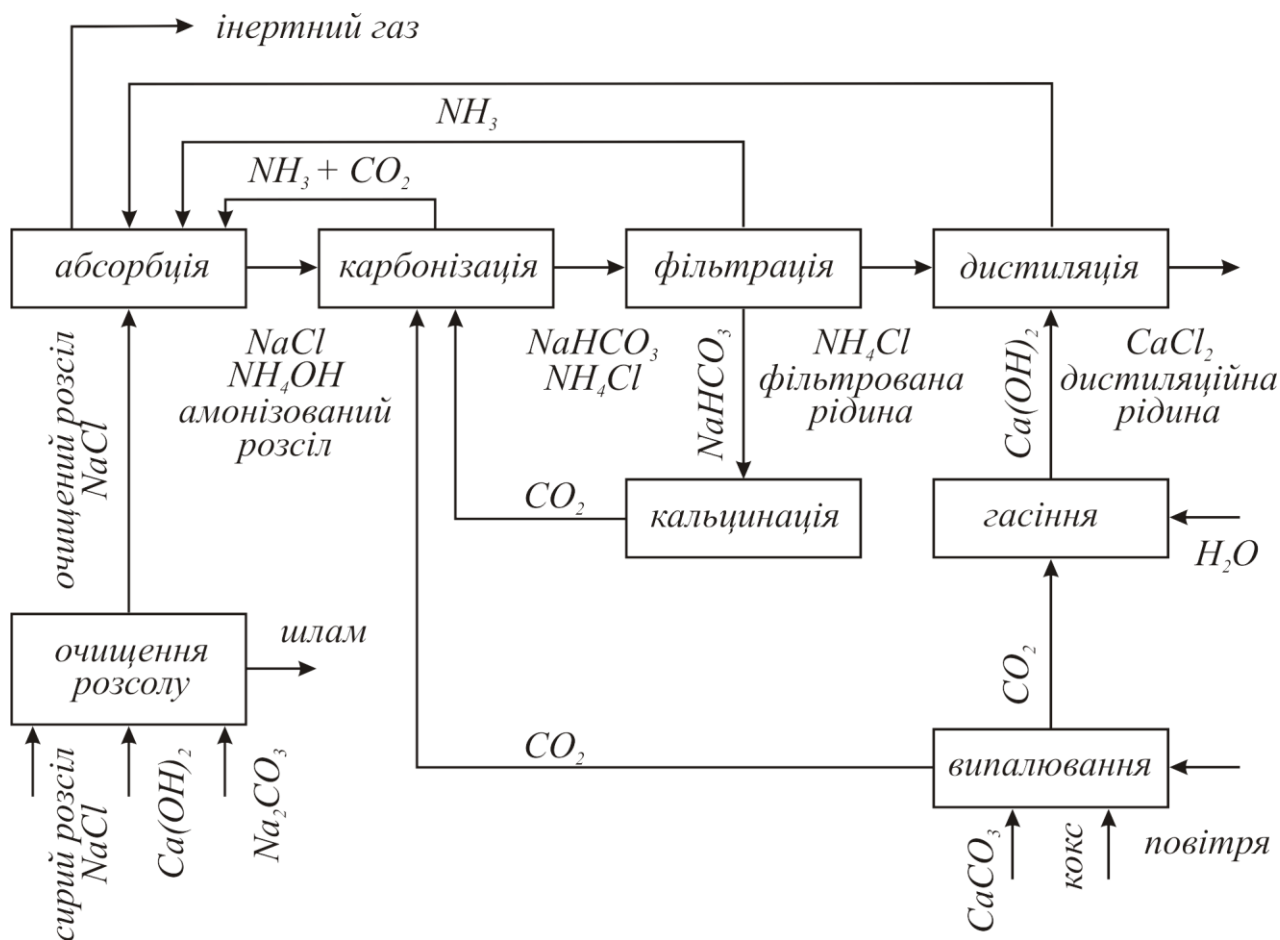 інертний газ
NH₃
NH₃ + CO₂
абсорбція
карбонізація
фільтрація
дистиляція
очищений розсіл
NaCl
NaCl
NH₄OH
амонізований
розсіл
NaHCO₃
NH₄Cl
NaHCO₃
NH₄Cl
фільтрована
рідина
Ca(OH)₂
CaCl₂
дистиляційна
рідина
CO₂
кальцинація
гасіння
H₂O
очищення
розсолу
шлам
CO₂
CO₂
випалювання
сирий розсіл
NaCl
Ca(OH)₂
Na₂CO₃
CaCO₃
кокс
повітря